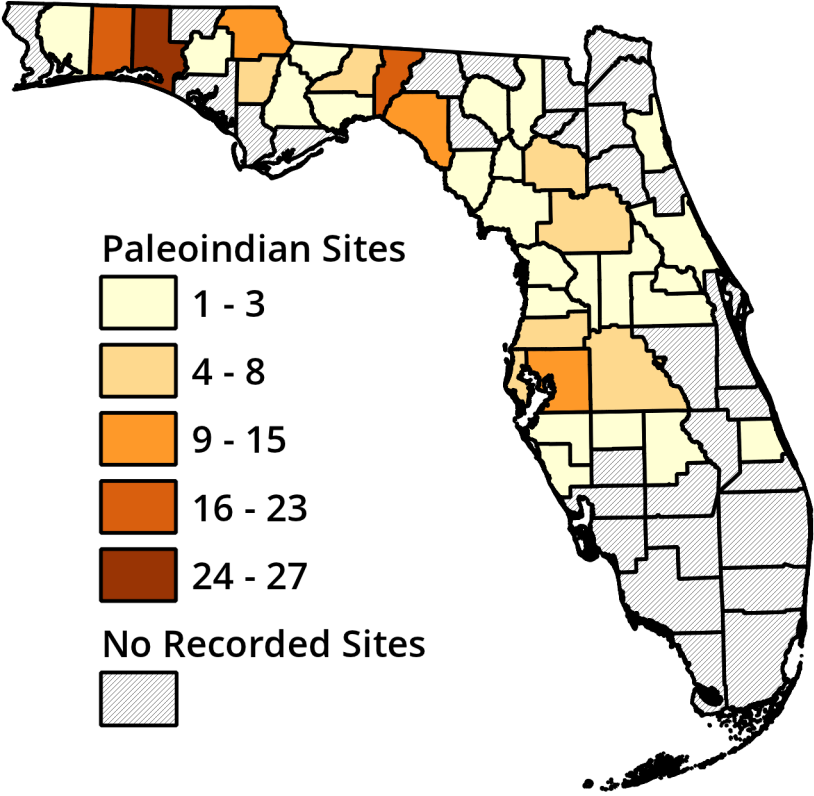 Paleoindian Sites
1 - 3
4 - 8
9 - 15
16 - 23
24 - 27
No Recorded Sites